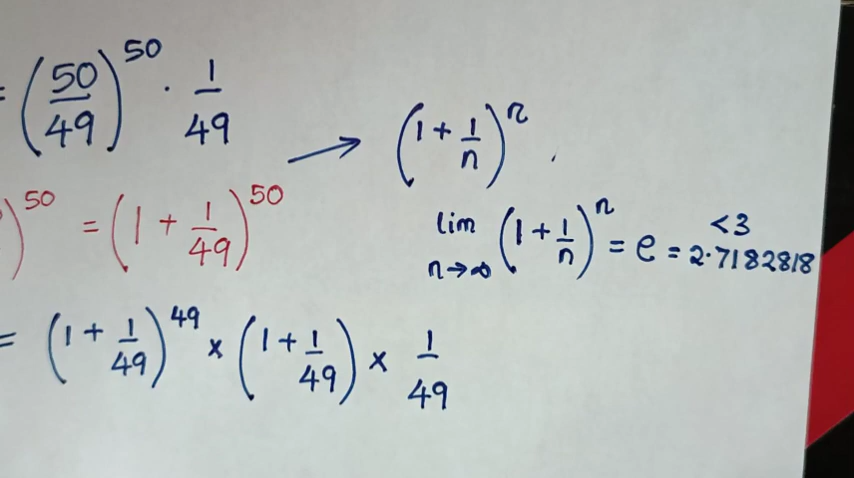 = (50/49)^50 · 1/49
→ (1 + 1/n)^n .
)^50 = (1 + 1/49)^50
lim n→∞ (1 + 1/n)^n = e = 2.7182818 <3
= (1 + 1/49)^49 × (1 + 1/49) × 1/49